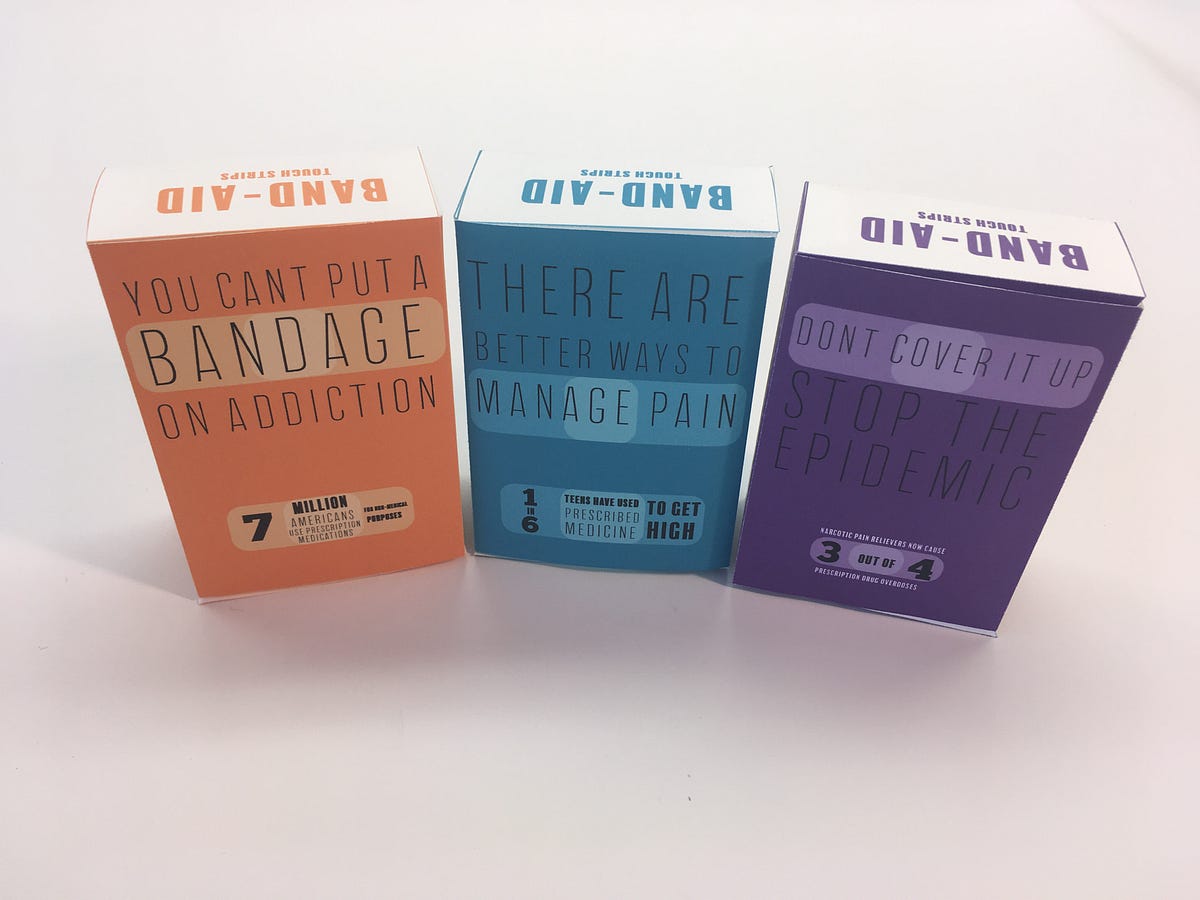 BAND-AID
TOUGH STRIPS
YOU CANT PUT A
BANDAGE
ON ADDICTION
7
MILLION
AMERICANS
USE PRESCRIPTION
MEDICATIONS
FOR NON-MEDICAL
PURPOSES
BAND-AID
TOUGH STRIPS
THERE ARE
BETTER WAYS TO
MANAGE PAIN
1
IN
6
TEENS HAVE USED
PRESCRIBED
MEDICINE
TO GET
HIGH
BAND-AID
TOUGH STRIPS
DONT COVER IT UP
STOP THE
EPIDEMIC
NARCOTIC PAIN RELIEVERS NOW CAUSE
3 OUT OF 4
PRESCRIPTION DRUG OVERDOSES